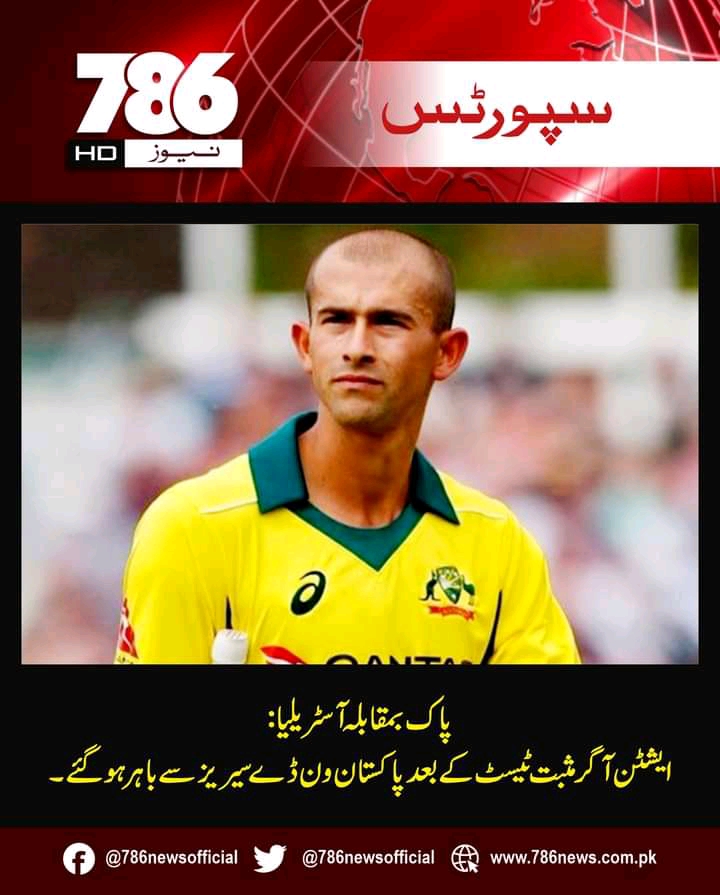 786
HD نیوز
سپورٹس
پاک بمقابلہ آسٹریلیا:
ایشٹن آگر مثبت ٹیسٹ کے بعد پاکستان ون ڈے سیریز سے باہر ہو گئے۔
@786newsofficial @786newsofficial www.786news.com.pk